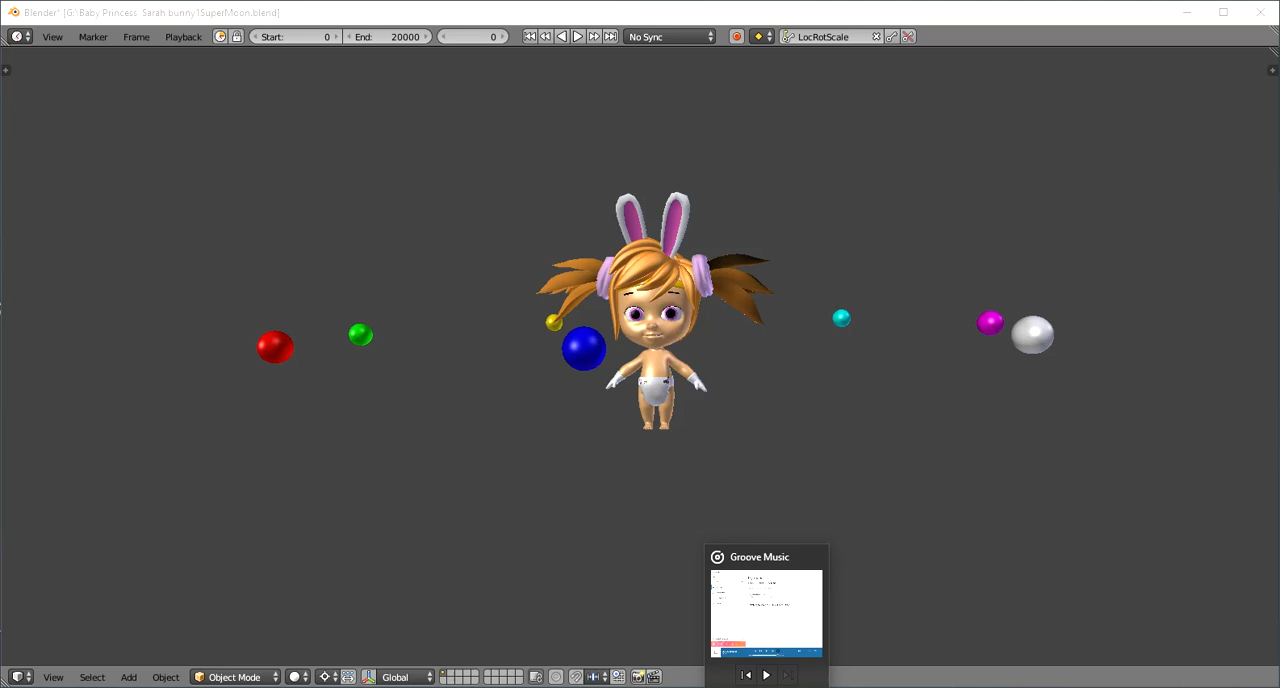 Blender* [G:\Baby Princess Sarah bunny1SuperMoon.blend]
View Marker Frame Playback Start: 0 End: 20000 0 No Sync LocRotScale
Groove Music
View Select Add Object Object Mode Global